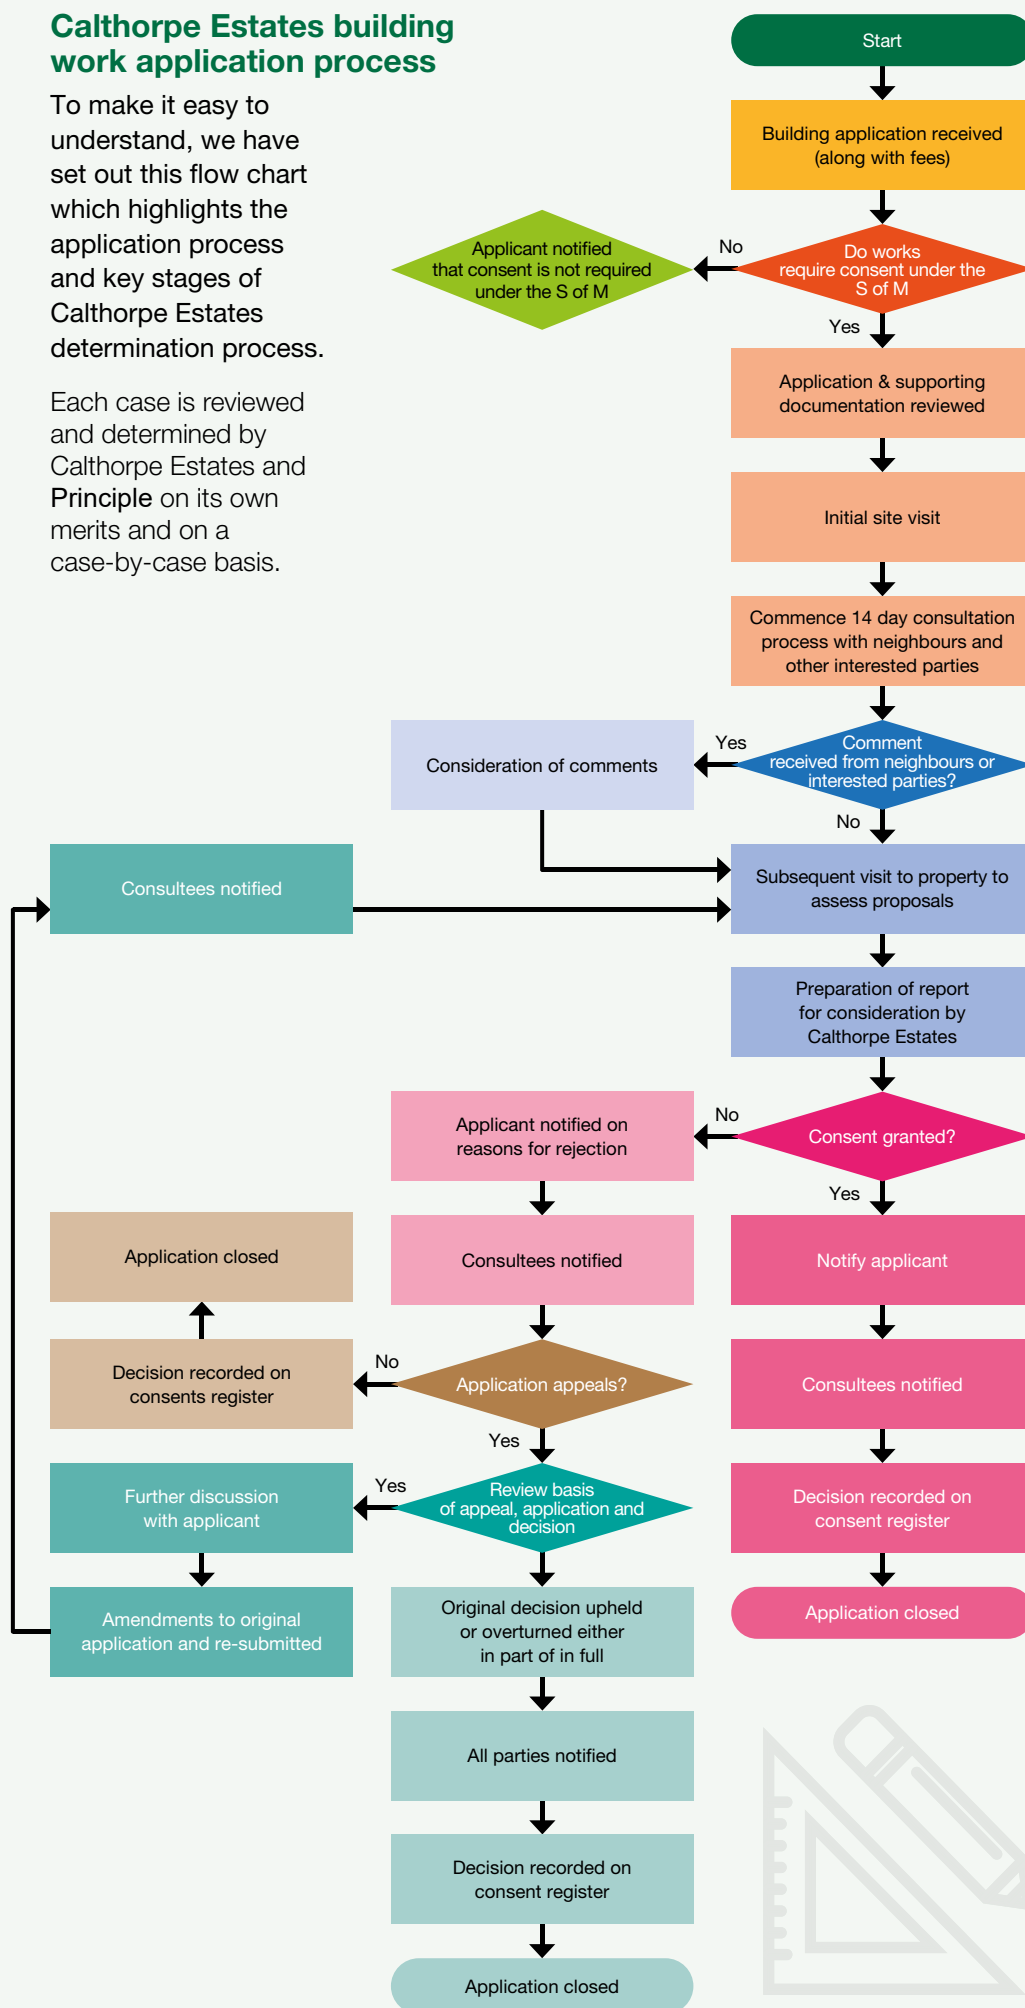 Calthorpe Estates building
work application process
To make it easy to
understand, we have
set out this flow chart
which highlights the
application process
and key stages of
Calthorpe Estates
determination process.
Each case is reviewed
and determined by
Calthorpe Estates and
Principle on its own
merits and on a
case-by-case basis.
Start
Building application received
(along with fees)
Do works
require consent under the
S of M
No
Applicant notified
that consent is not required
under the S of M
Yes
Application & supporting
documentation reviewed
Initial site visit
Commence 14 day consultation
process with neighbours and
other interested parties
Comment
received from neighbours or
interested parties?
Yes
Consideration of comments
No
Consultees notified
Subsequent visit to property to
assess proposals
Preparation of report
for consideration by
Calthorpe Estates
Consent granted?
No
Applicant notified on
reasons for rejection
Yes
Application closed
Consultees notified
Notify applicant
Decision recorded on
consents register
No
Application appeals?
Consultees notified
Yes
Further discussion
with applicant
Yes
Review basis
of appeal, application and
decision
Decision recorded on
consent register
Amendments to original
application and re-submitted
Original decision upheld
or overturned either
in part of in full
Application closed
All parties notified
Decision recorded on
consent register
Application closed